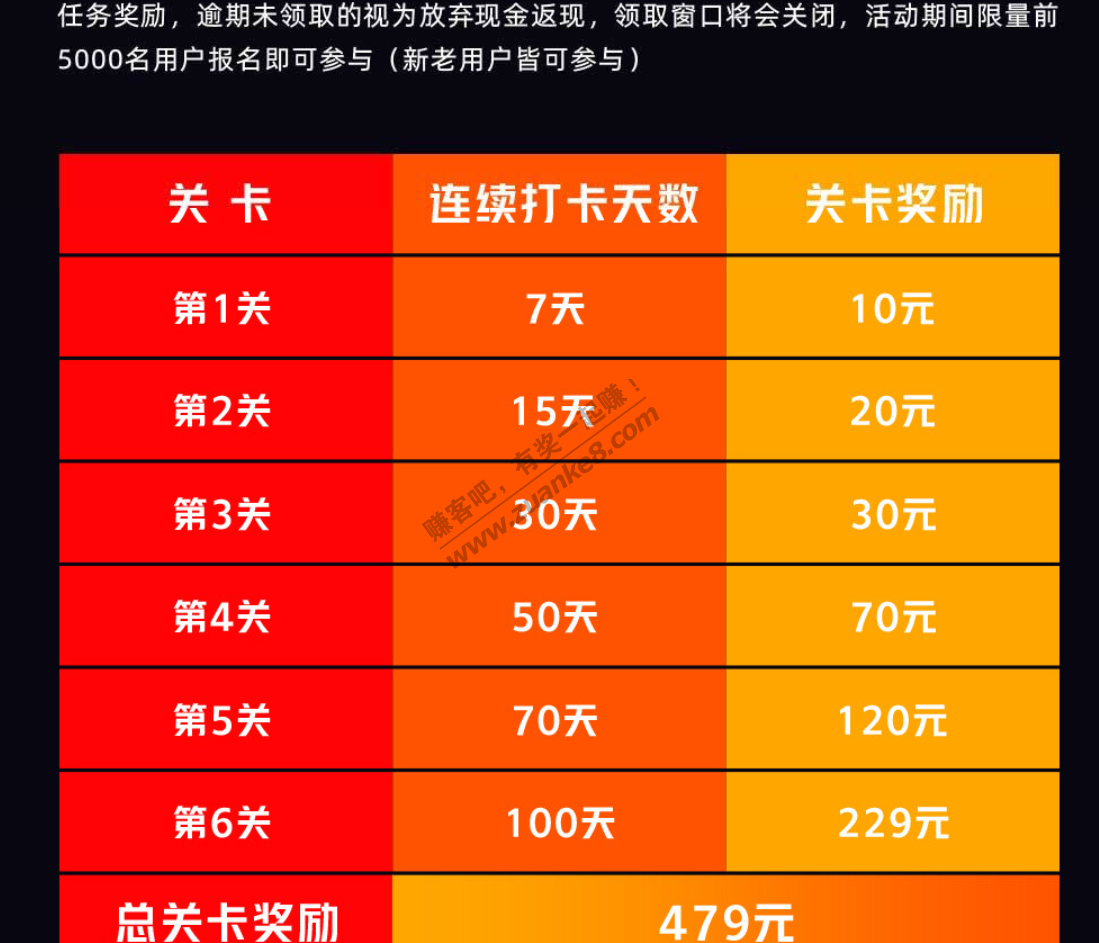 任务奖励，逾期未领取的视为放弃现金返现，领取窗口将会关闭，活动期间限量前
5000名用户报名即可参与（新老用户皆可参与）
关 卡 连续打卡天数 关卡奖励
第1关 7天 10元
第2关 15天 20元
第3关 30天 30元
第4关 50天 70元
第5关 70天 120元
第6关 100天 229元
总关卡奖励 479元
赚客吧，有奖一起赚！
www.zuanke8.com